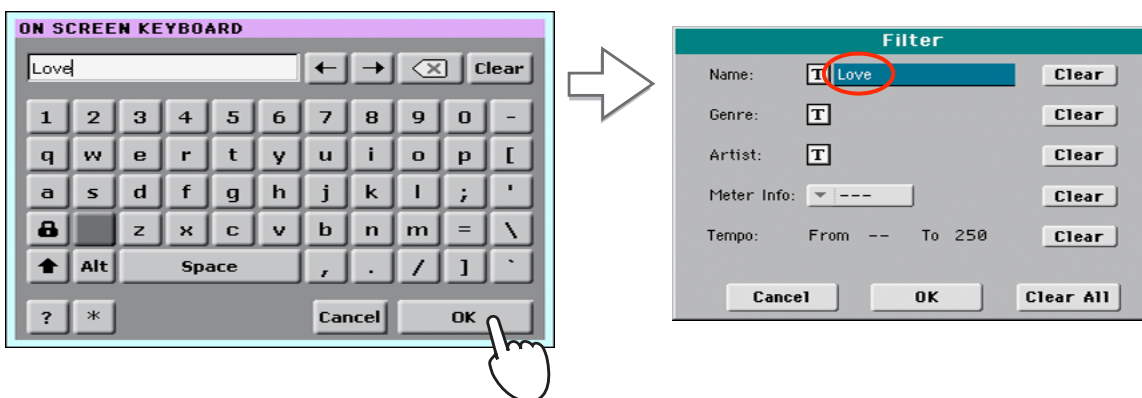 ON SCREEN KEYBOARD
Love
← → ⌫ Clear
1 2 3 4 5 6 7 8 9 0 -
q w e r t y u i o p [
a s d f g h j k l ; '
z x c v b n m = \
Alt Space , . / ] `
? * Cancel OK
Filter
Name: T Love Clear
Genre: T Clear
Artist: T Clear
Meter Info: --- Clear
Tempo: From -- To 250 Clear
Cancel OK Clear All